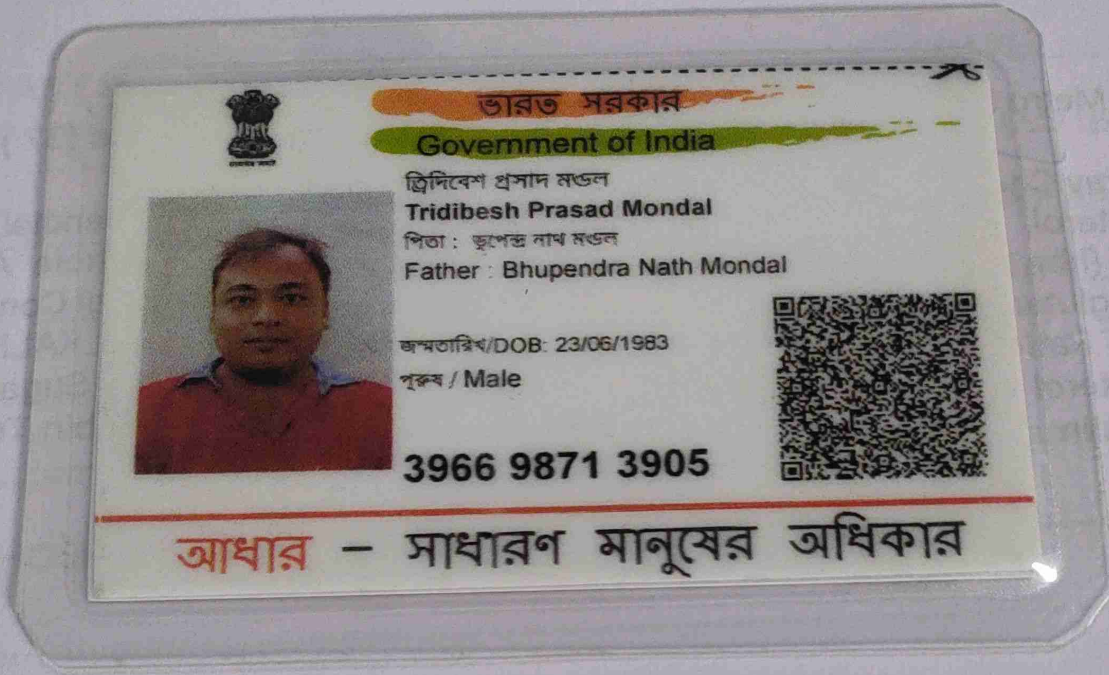 ভারত সরকার
Government of India
ত্রিদিবেশ প্রসাদ মণ্ডল
Tridibesh Prasad Mondal
পিতা : ভূপেন্দ্র নাথ মণ্ডল
Father : Bhupendra Nath Mondal
জন্মতারিখ/DOB: 23/06/1983
পুরুষ / Male
3966 9871 3905
আধার – সাধারণ মানুষের অধিকার